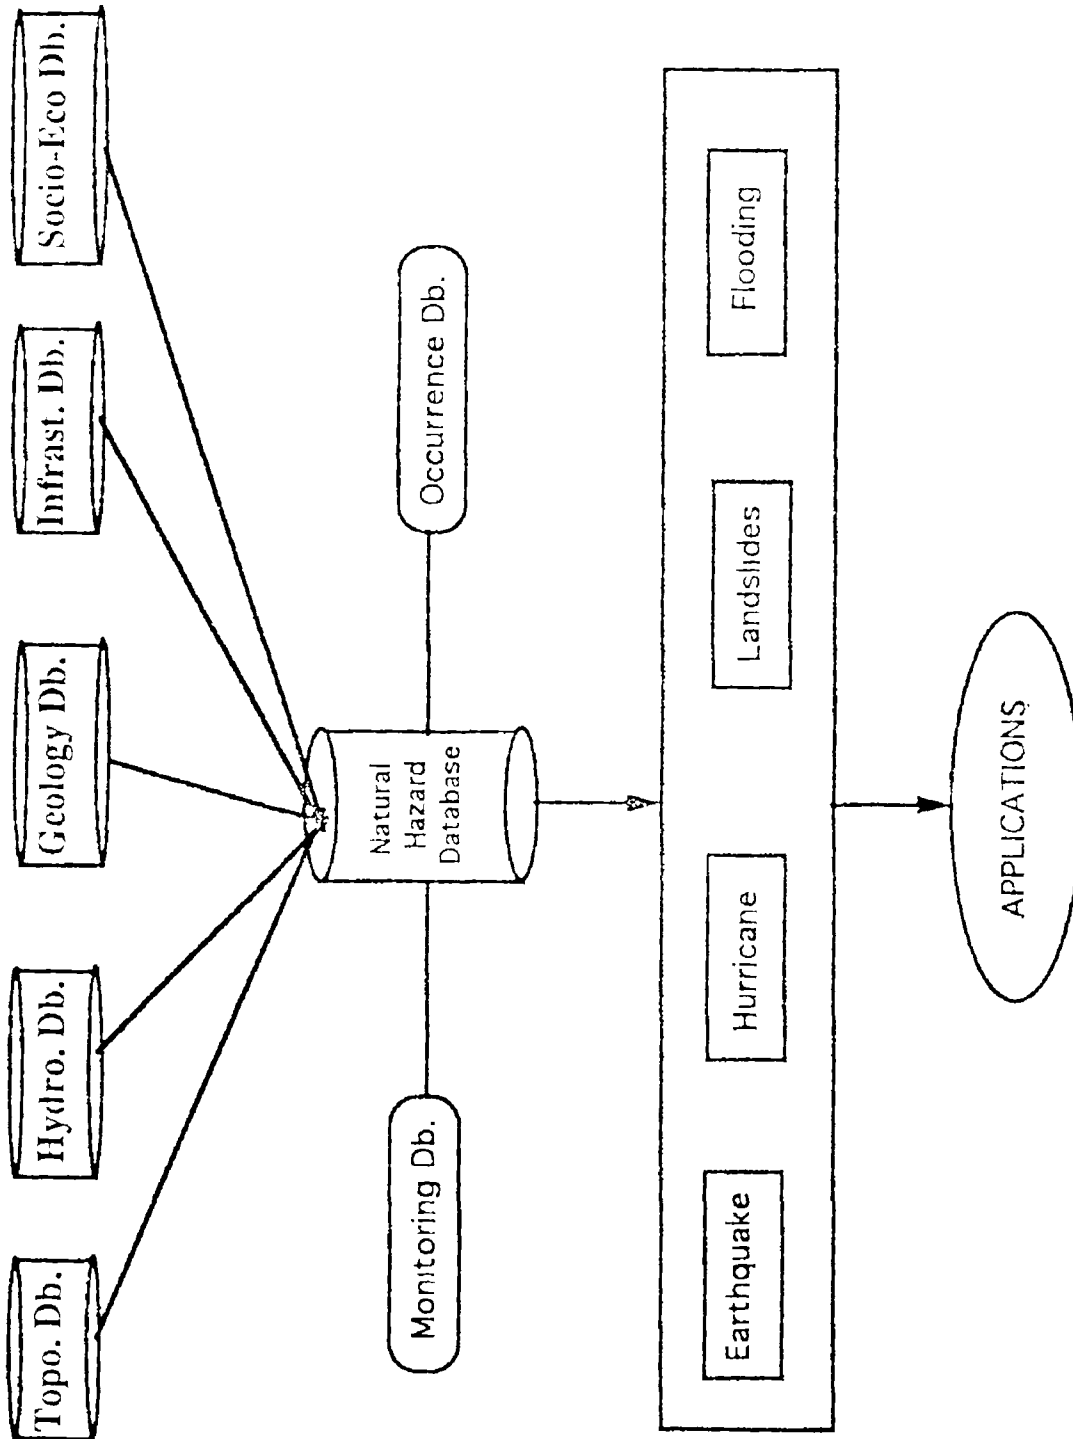 Topo. Db.
Hydro. Db.
Geology Db.
Infrast. Db.
Socio-Eco Db.
Monitoring Db.
Natural
Hazard
Database
Occurrence Db.
Earthquake
Hurricane
Landslides
Flooding
APPLICATIONS